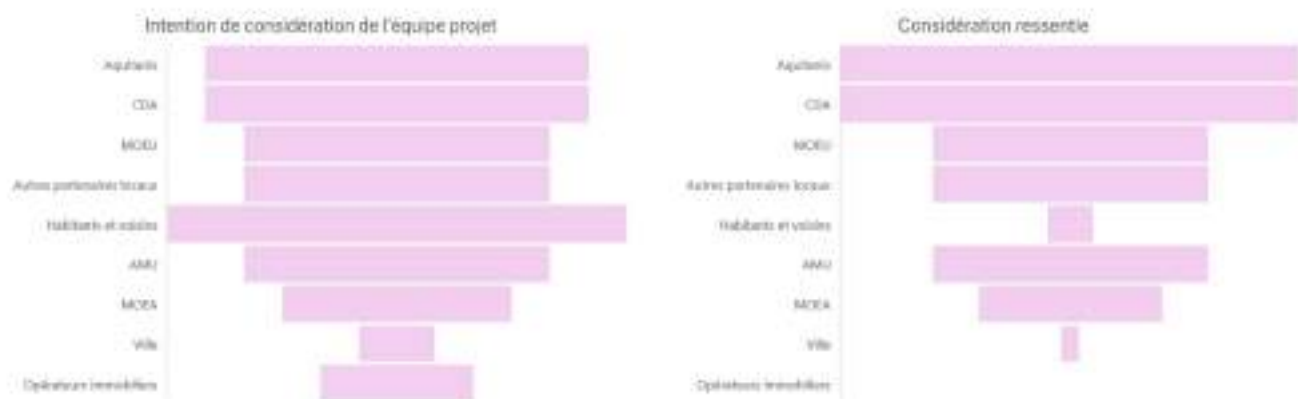 Intention de considération de l'équipe projet
Aquitanis
CDA
MOEU
Autres partenaires locaux
Habitants et voisins
AMU
MOEA
Ville
Opérateurs immobiliers
Considération ressentie
Aquitanis
CDA
MOEU
Autres partenaires locaux
Habitants et voisins
AMU
MOEA
Ville
Opérateurs immobiliers